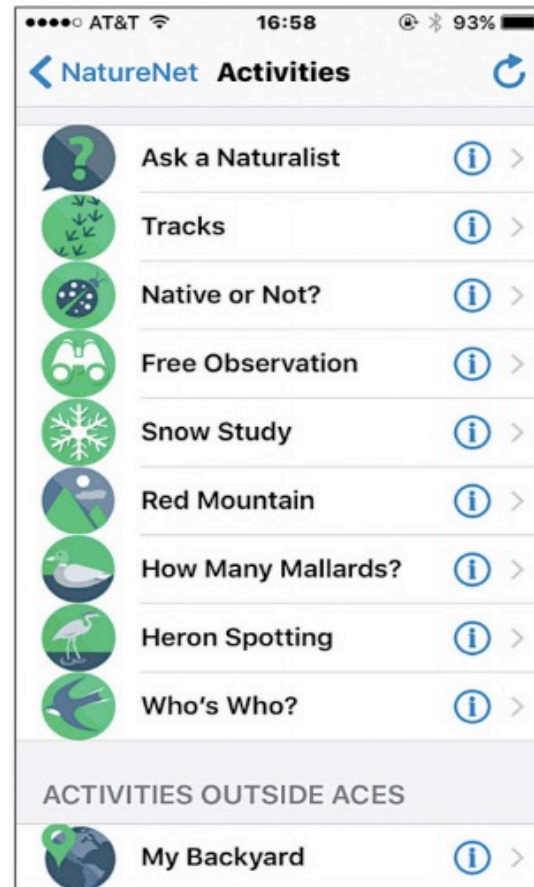 AT&T 16:58 93%
NatureNet Activities
?
Ask a Naturalist i
Tracks i
Native or Not? i
Free Observation i
Snow Study i
Red Mountain i
How Many Mallards? i
Heron Spotting i
Who's Who? i
ACTIVITIES OUTSIDE ACES
My Backyard i